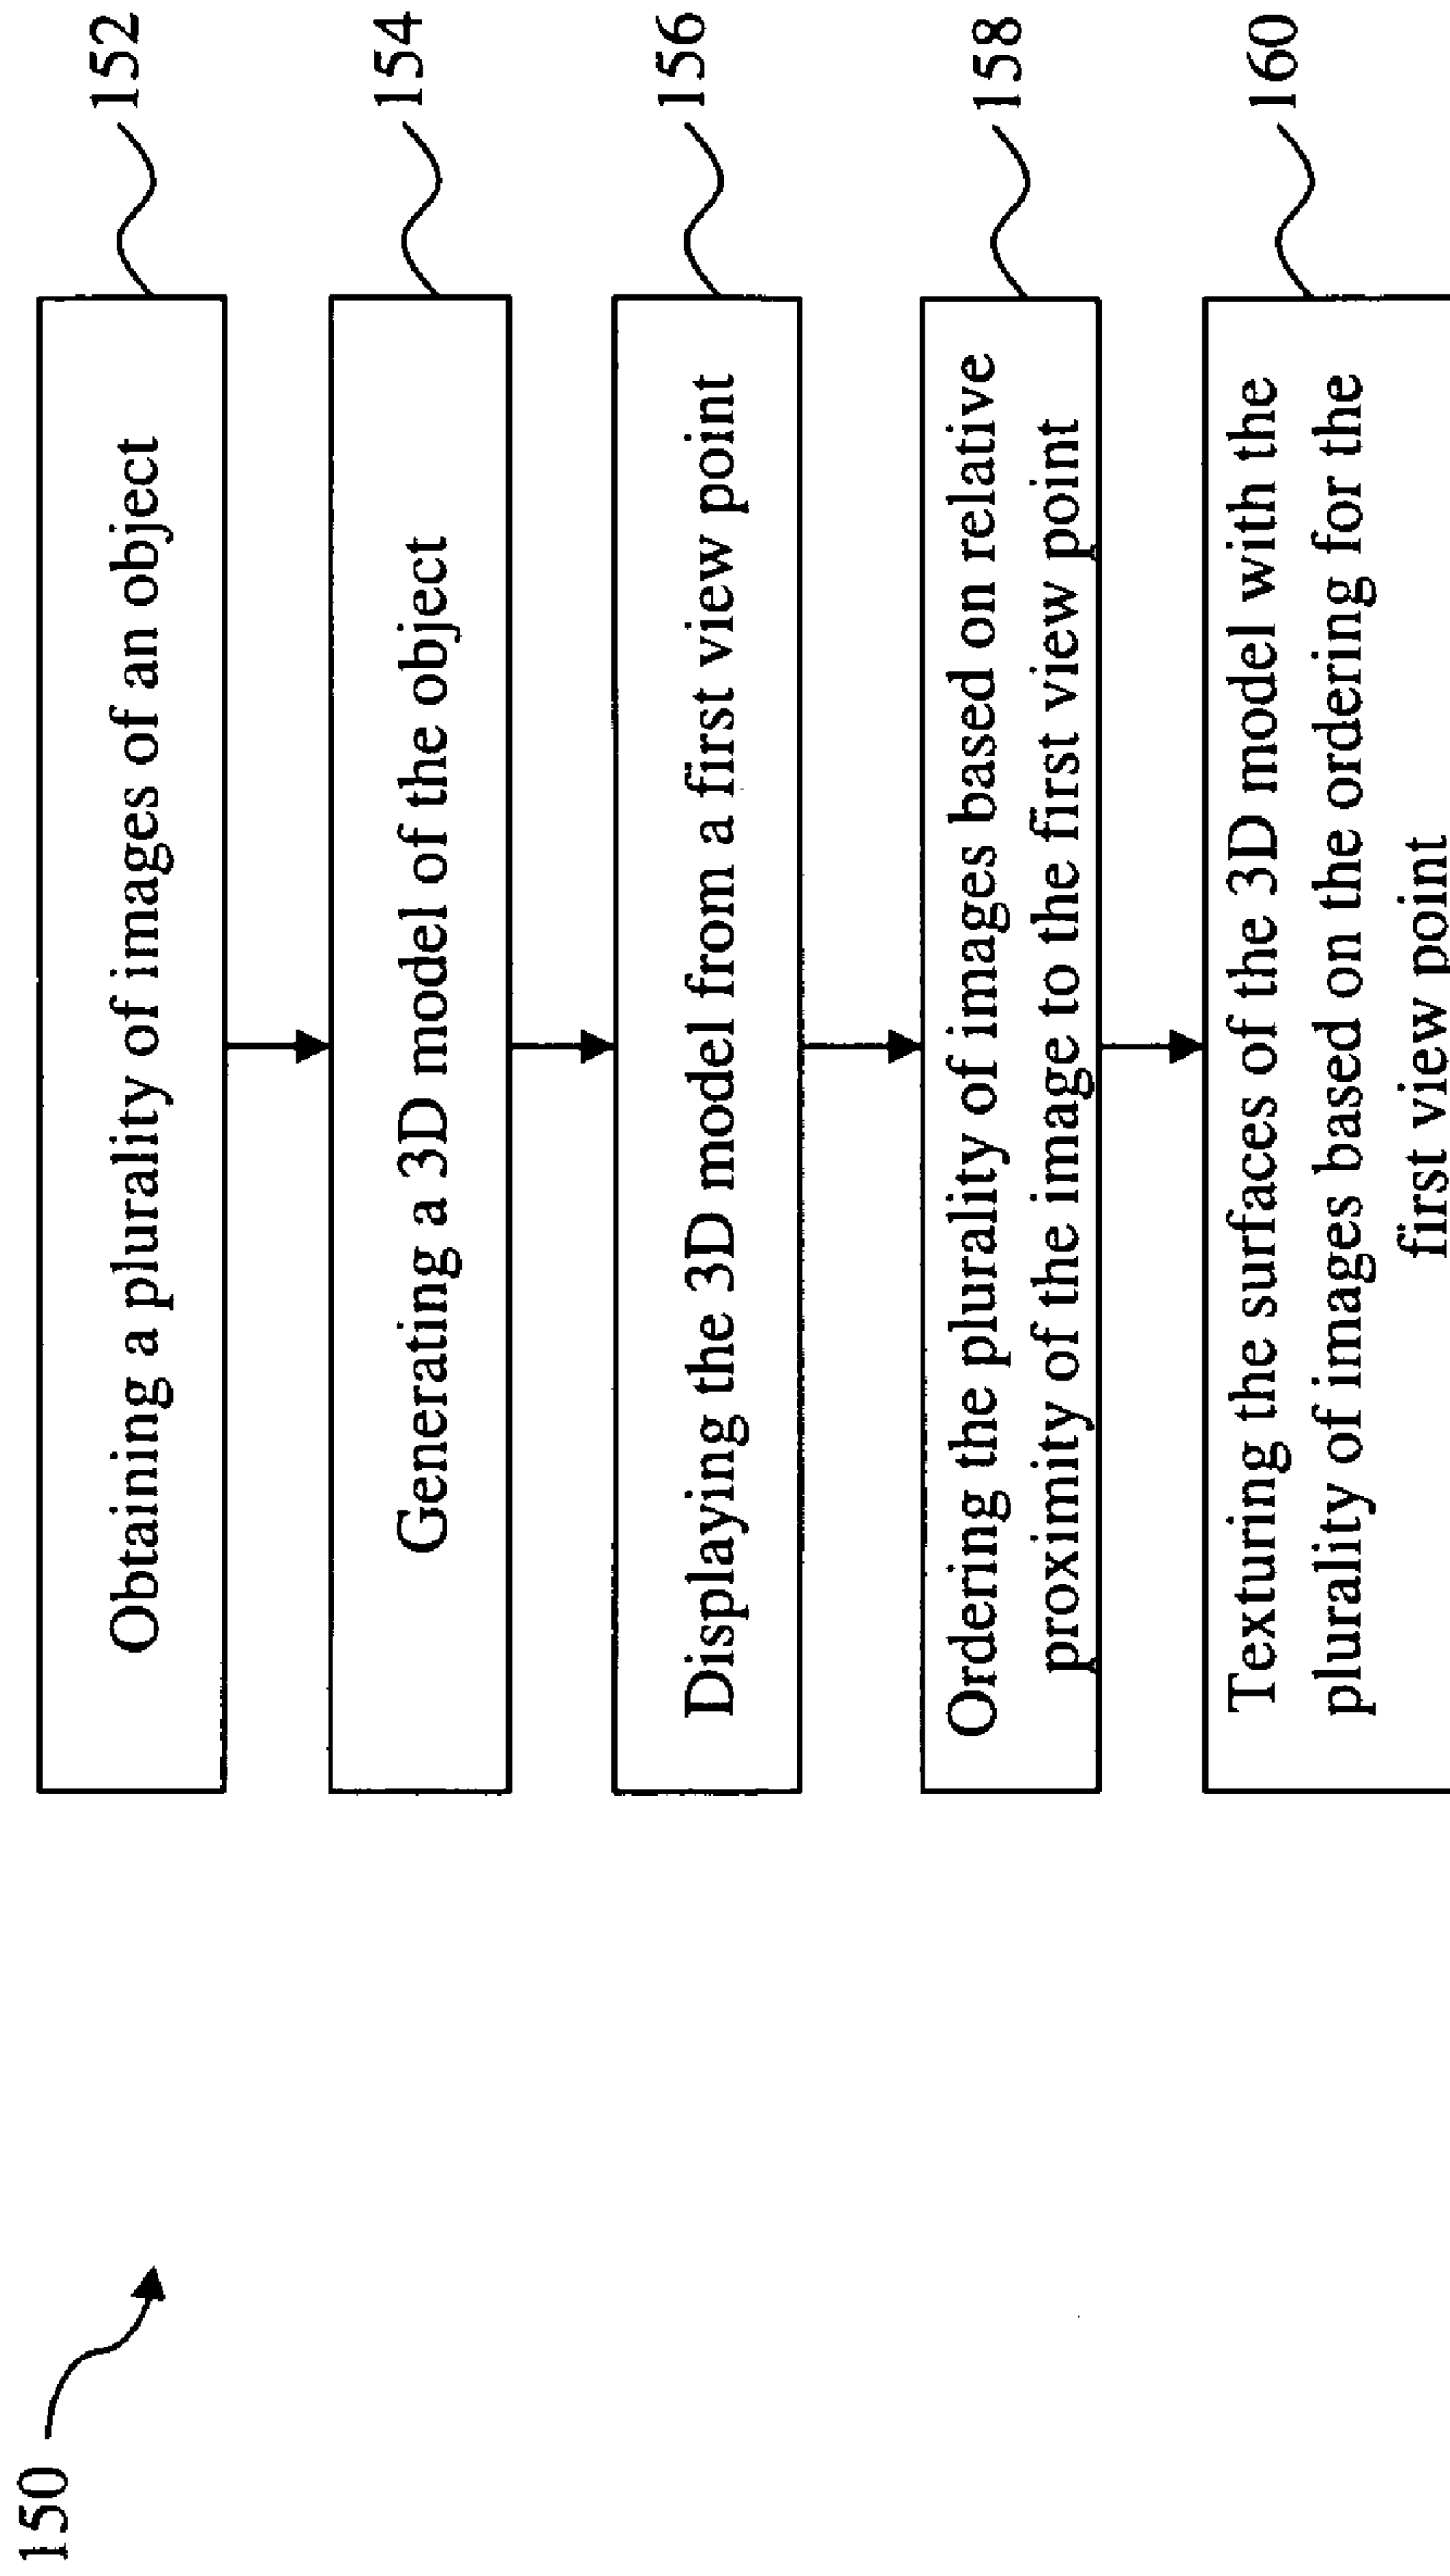 150
Obtaining a plurality of images of an object
152
Generating a 3D model of the object
154
Displaying the 3D model from a first view point
156
Ordering the plurality of images based on relative
proximity of the image to the first view point
158
Texturing the surfaces of the 3D model with the
plurality of images based on the ordering for the
first view point
160